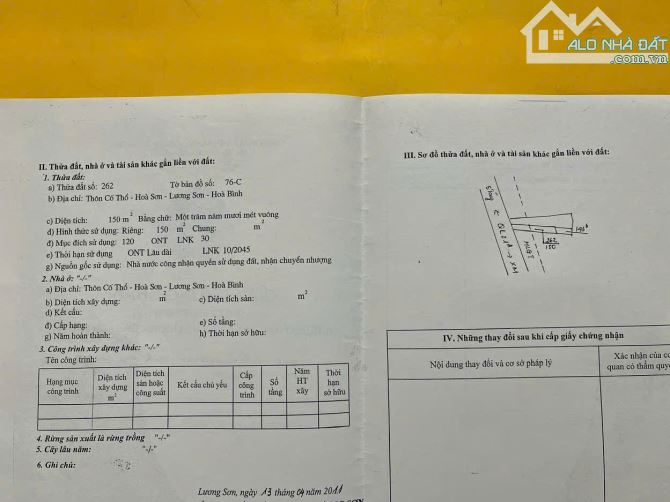 ALO NHÀ ĐẤT
.com.vn
II. Thửa đất, nhà ở và tài sản khác gắn liền với đất:
1. Thửa đất:
a) Thửa đất số: 262 Tờ bản đồ số: 76-C
b) Địa chỉ: Thôn Cố Thổ - Hoà Sơn - Lương Sơn - Hoà Bình
c) Diện tích: 150 m² Bằng chữ: Một trăm năm mươi mét vuông
d) Hình thức sử dụng: Riêng: 150 m² Chung: m²
đ) Mục đích sử dụng: 120 ONT LNK 30
e) Thời hạn sử dụng ONT Lâu dài LNK 10/2045
g) Nguồn gốc sử dụng: Nhà nước công nhận quyền sử dụng đất, nhận chuyển nhượng
2. Nhà ở: "-/-"
a) Địa chỉ: Thôn Cố Thổ - Hoà Sơn - Lương Sơn - Hoà Bình
b) Diện tích xây dựng: m² c) Diện tích sàn: m²
d) Kết cấu:
đ) Cấp hạng: e) Số tầng:
g) Năm hoàn thành: h) Thời hạn sở hữu:
3. Công trình xây dựng khác: "-/-"
Tên công trình:
Hạng mục công trình
Diện tích xây dựng m²
Diện tích sàn hoặc công suất
Kết cấu chủ yếu
Cấp công trình
Số tầng
Năm HT xây
Thời hạn sở hữu
4. Rừng sản xuất là rừng trồng "-/-"
5. Cây lâu năm: "-/-"
6. Ghi chú:
Lương Sơn, ngày 13 tháng 04 năm 2011
III. Sơ đồ thửa đất, nhà ở và tài sản khác gắn liền với đất:
HLGT
262
150
IV. Những thay đổi sau khi cấp giấy chứng nhận
Nội dung thay đổi và cơ sở pháp lý
Xác nhận của cơ
quan có thẩm quyề